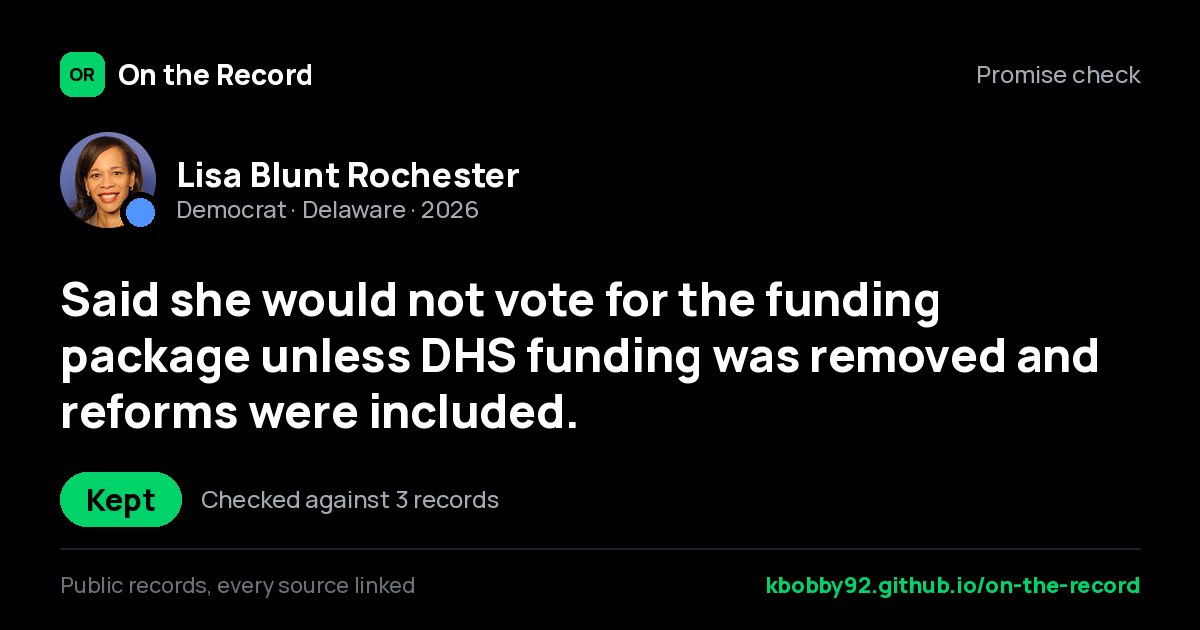 OR On the Record
Promise check
Lisa Blunt Rochester
Democrat · Delaware · 2026
Said she would not vote for the funding
package unless DHS funding was removed and
reforms were included.
Kept Checked against 3 records
Public records, every source linked
kbobby92.github.io/on-the-record